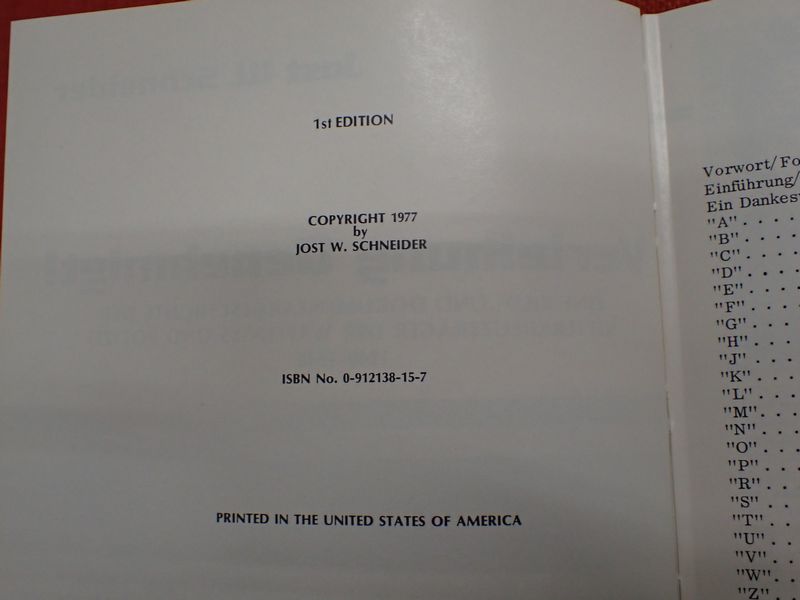 1st EDITION
COPYRIGHT 1977
by
JOST W. SCHNEIDER
ISBN No. 0-912138-15-7
PRINTED IN THE UNITED STATES OF AMERICA
Vorwort/Fo
Einführung/
Ein Dankes
"A" . . . .
"B" . . . .
"C" . . . .
"D" . . . .
"E" . . . .
"F" . . . .
"G" . . . .
"H" . . . .
"J" . . . .
"K" . . . .
"L" . . . .
"M" . . . .
"N" . . . .
"O" . . . .
"P" . . . .
"R" . . . .
"S" . . .
"T" . . .
"U" . . .
"V" . . .
"W" . . .
"Z" . . .